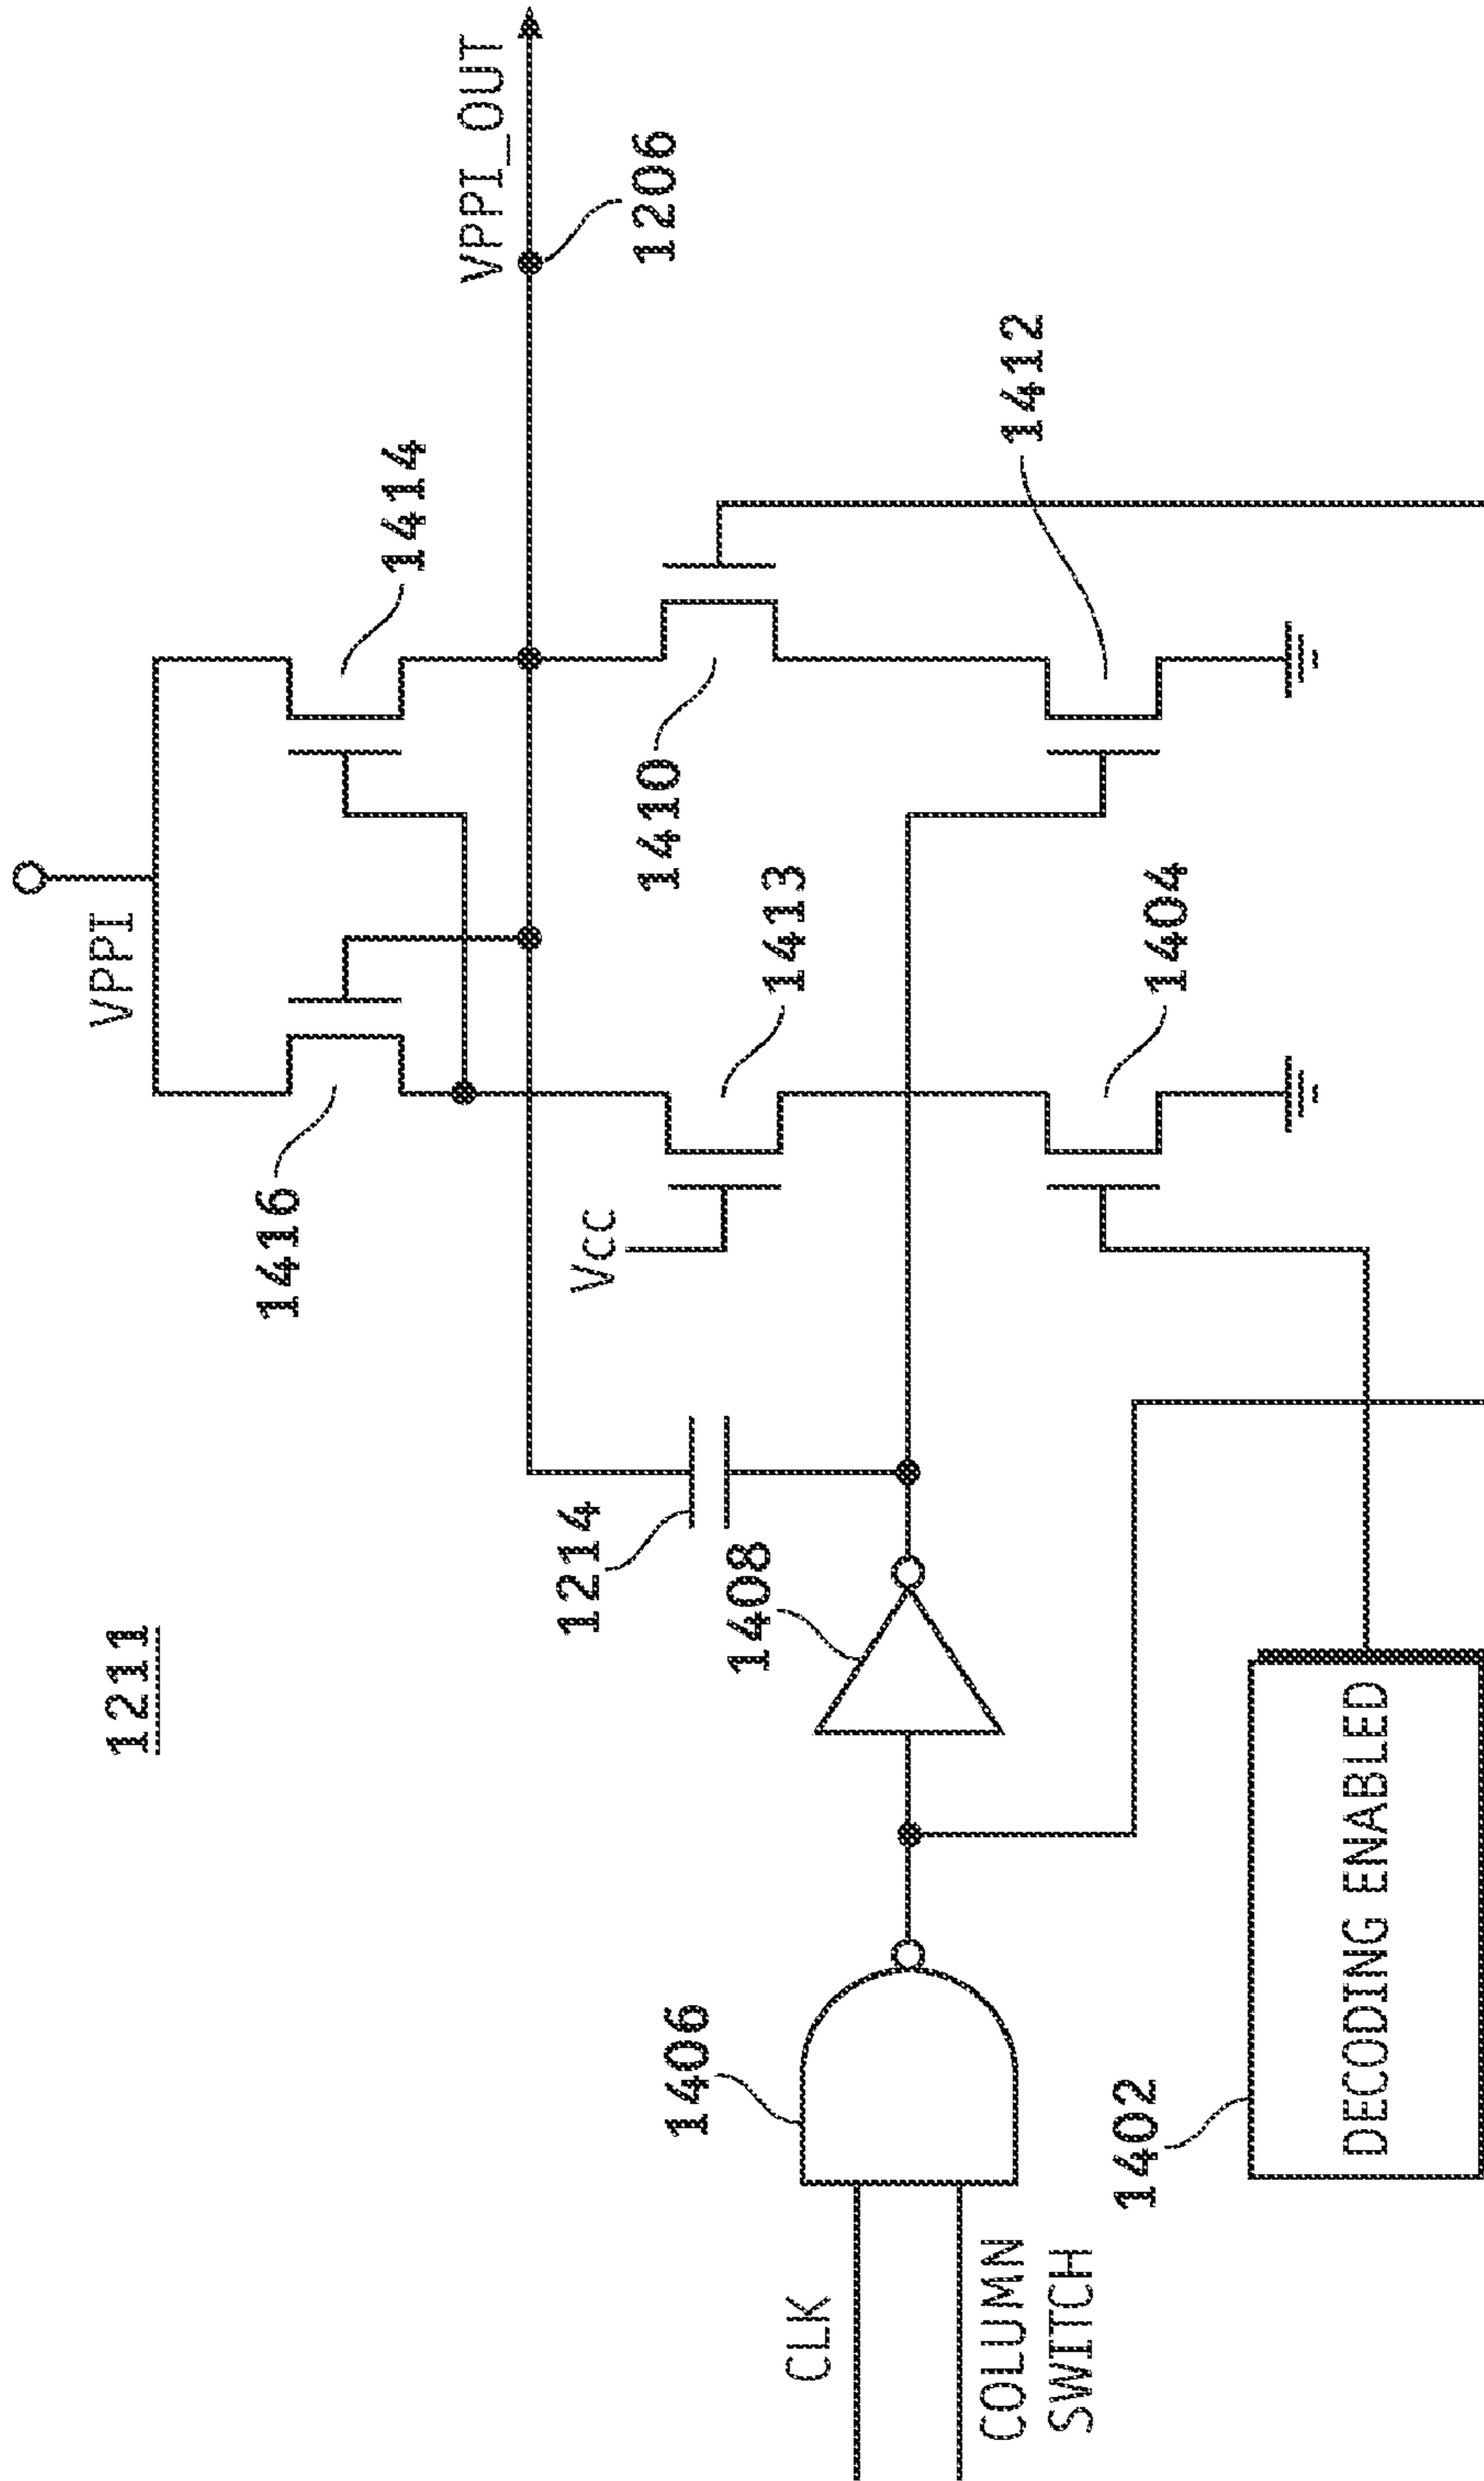 1211
VPPI
1416
1414
VPPI_OUT
1206
Vcc
1413
1410
1412
1404
1214
1408
1406
CLK
COLUMN
SWITCH
1402
DECODING ENABLED